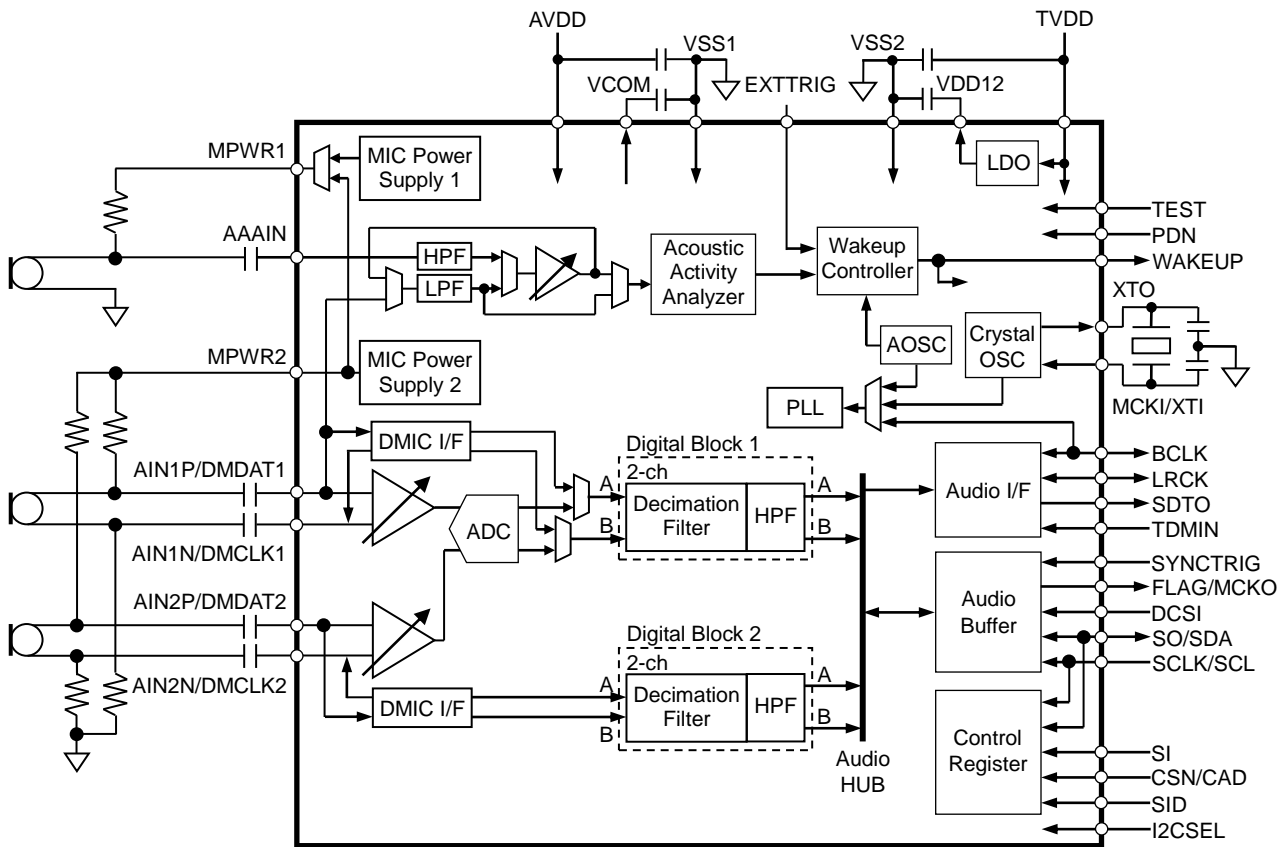 AVDD
TVDD
VSS1
VSS2
VCOM
EXTTRIG
VDD12
MPWR1
MIC Power
Supply 1
LDO
TEST
PDN
AAAIN
HPF
LPF
Acoustic
Activity
Analyzer
Wakeup
Controller
WAKEUP
XTO
MPWR2
MIC Power
Supply 2
AOSC
Crystal
OSC
PLL
MCKI/XTI
DMIC I/F
Digital Block 1
2-ch
AIN1P/DMDAT1
A
Decimation
Filter
HPF
A
B
B
ADC
AIN1N/DMCLK1
Audio I/F
BCLK
LRCK
SDTO
TDMIN
AIN2P/DMDAT2
Audio
Buffer
SYNCTRIG
FLAG/MCKO
DCSI
SO/SDA
SCLK/SCL
Digital Block 2
2-ch
A
Decimation
Filter
HPF
A
B
B
AIN2N/DMCLK2
DMIC I/F
Audio
HUB
Control
Register
SI
CSN/CAD
SID
I2CSEL